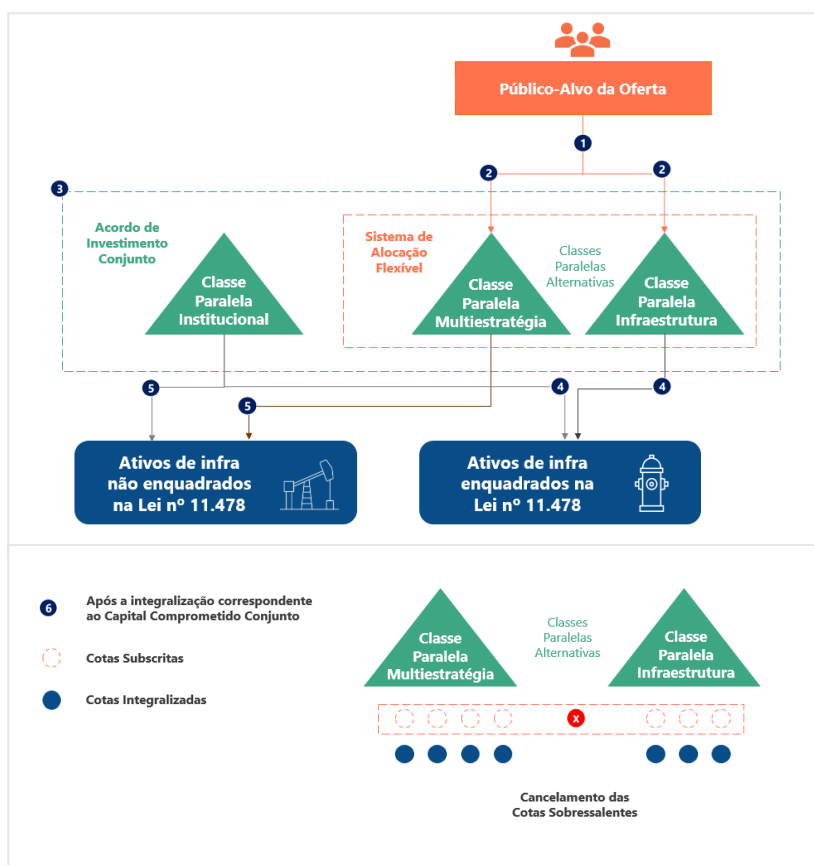 Público-Alvo da Oferta
1
2
2
3
Acordo de
Investimento
Conjunto
Sistema de
Alocação
Flexível
Classes
Paralelas
Alternativas
Classe
Paralela
Institucional
Classe
Paralela
Multiestratégia
Classe
Paralela
Infraestrutura
5
4
4
5
Ativos de infra
não enquadrados
na Lei nº 11.478
Ativos de infra
enquadrados na
Lei nº 11.478
6
Após a integralização correspondente
ao Capital Comprometido Conjunto
Cotas Subscritas
Cotas Integralizadas
Classe
Paralela
Multiestratégia
Classes
Paralelas
Alternativas
Classe
Paralela
Infraestrutura
X
Cancelamento das
Cotas Sobressalentes